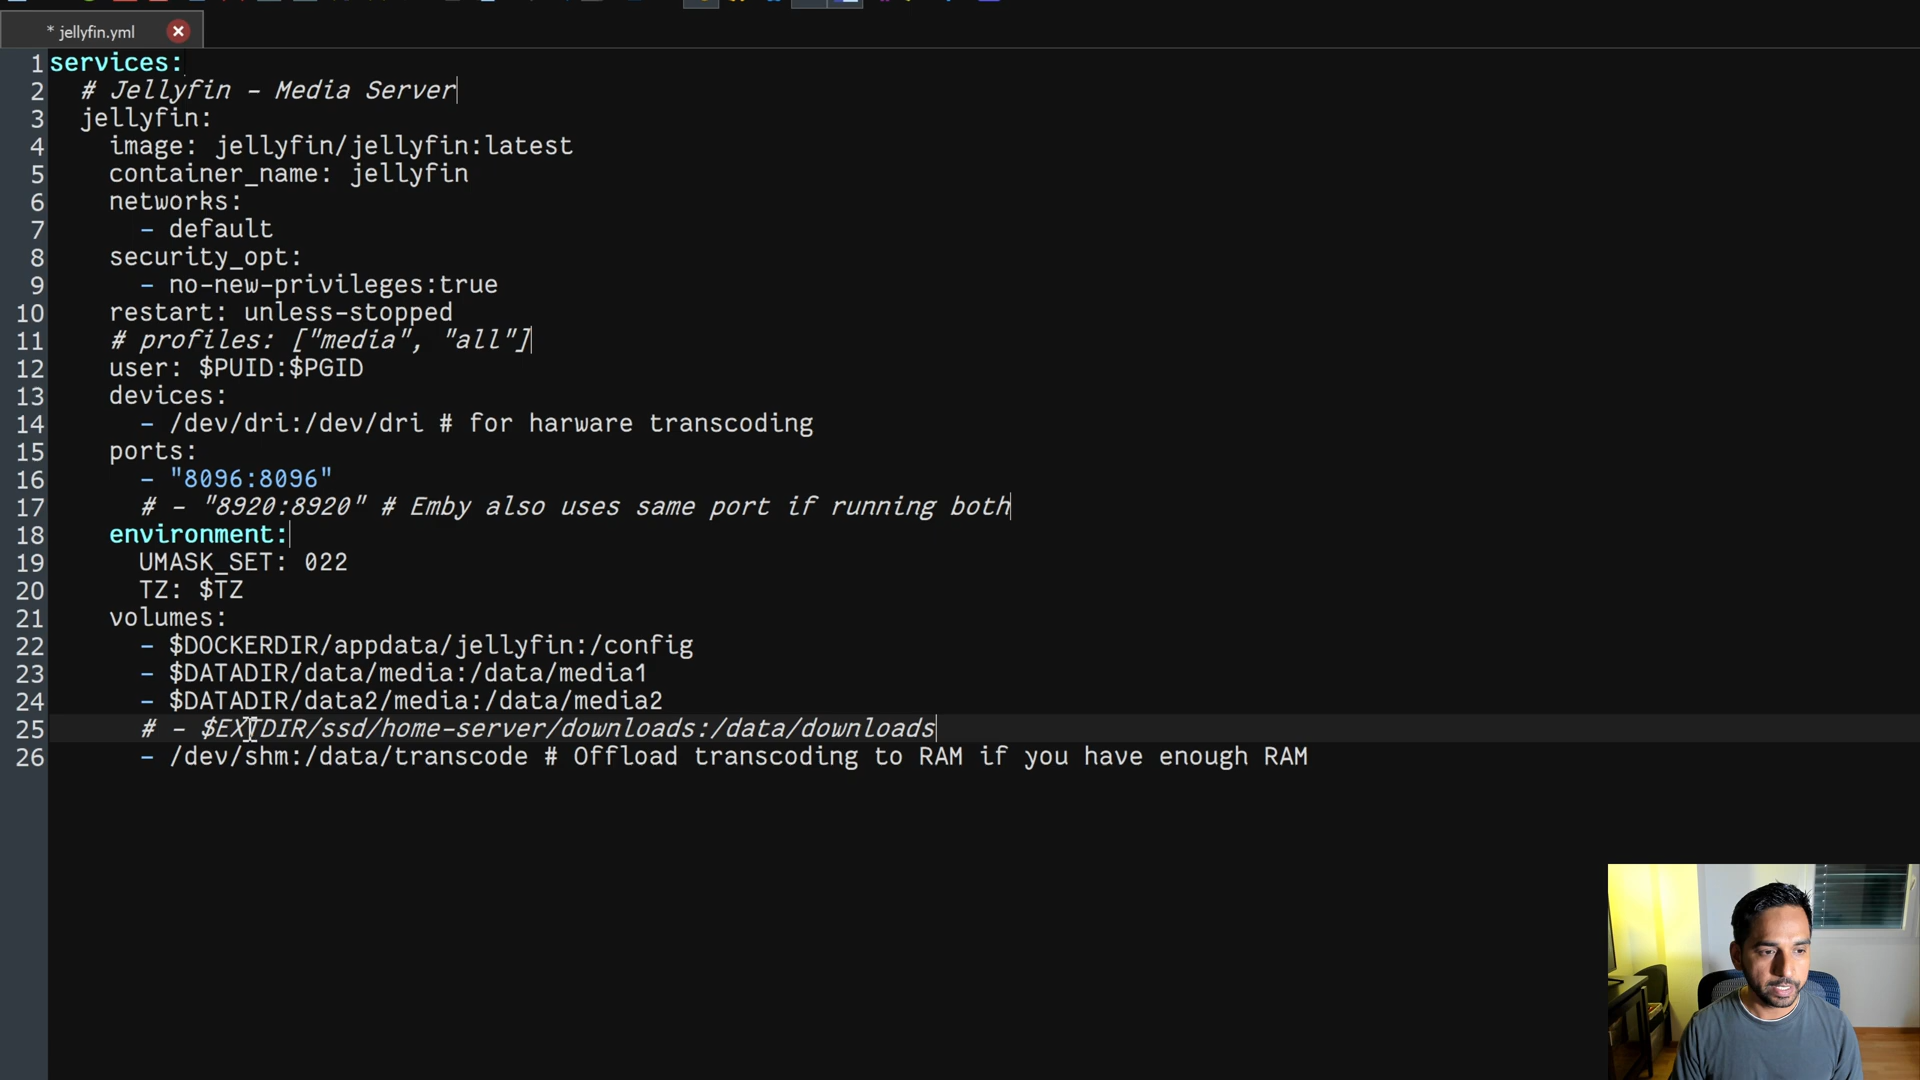 * jellyfin.yml
1 services:
2 # Jellyfin - Media Server
3 jellyfin:
4 image: jellyfin/jellyfin:latest
5 container_name: jellyfin
6 networks:
7 - default
8 security_opt:
9 - no-new-privileges:true
10 restart: unless-stopped
11 # profiles: ["media", "all"]
12 user: $PUID:$PGID
13 devices:
14 - /dev/dri:/dev/dri # for harware transcoding
15 ports:
16 - "8096:8096"
17 # - "8920:8920" # Emby also uses same port if running both
18 environment:
19 UMASK_SET: 022
20 TZ: $TZ
21 volumes:
22 - $DOCKERDIR/appdata/jellyfin:/config
23 - $DATADIR/data/media:/data/media1
24 - $DATADIR/data2/media:/data/media2
25 # - $EXTDIR/ssd/home-server/downloads:/data/downloads
26 - /dev/shm:/data/transcode # Offload transcoding to RAM if you have enough RAM